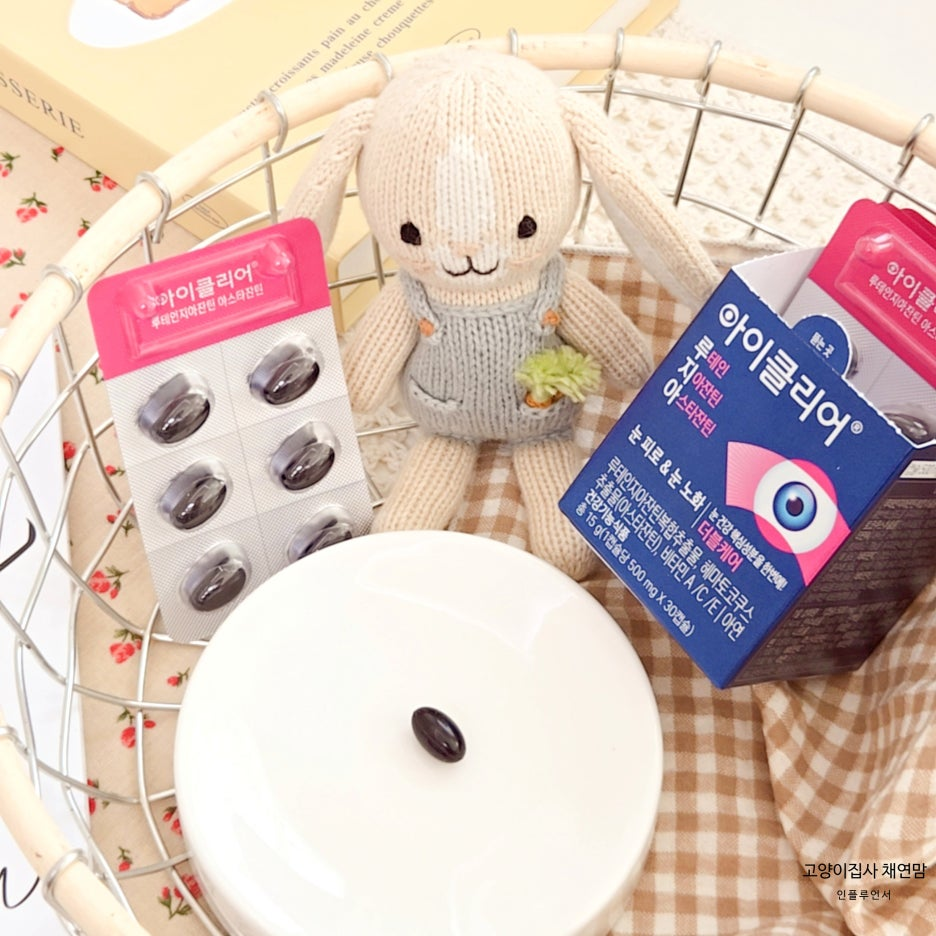 croissants pain au
madeleine creme
chouquettes
SSERIE
아이클리어®
루테인지아잔틴 아스타잔틴
아이클리어®
루테인
지아잔틴
아스타잔틴
뜯는 곳
눈 피로 & 눈 노화
눈 건강 핵심성분을 한번에!
더블케어
루테인지아잔틴복합추출물, 헤마토코쿠스
추출물(아스타잔틴), 비타민 A /C /E | 아연
건강기능식품
총 15 g(1캡슐당 500 mg X 30캡슐)
아이클리어
루테인지아잔틴 아스
고양이집사 채연맘
인플루언서